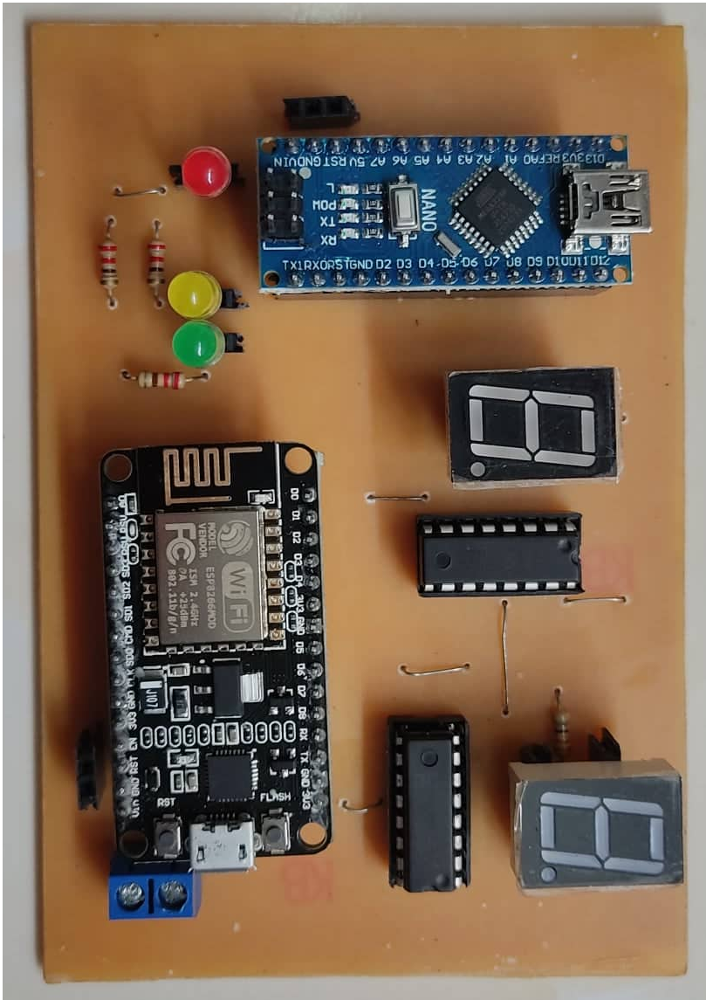 D13 3V3 REF A0 A1 A2 A3 A4 A5 A6 A7 5V RST GND VIN
L
POW
TX
RX
NANO
TX1 RX0 RST GND D2 D3 D4 D5 D6 D7 D8 D9 D10 D11 D12
D0
D1
D2
D3
D4
3V3
GND
D5
D6
D7
D8
RX
TX
GND
3V3
WiFi
MODEL
VENDOR
ESP8266MOD
FC
ISM 2.4GHz
PA +25dBm
802.11b/g/n
A0
RSV
RSV
SD3
SD2
SD1
CMD
SD0
CLK
GND
3V3
EN
RST
GND
Vin
J107
RST
FLASH